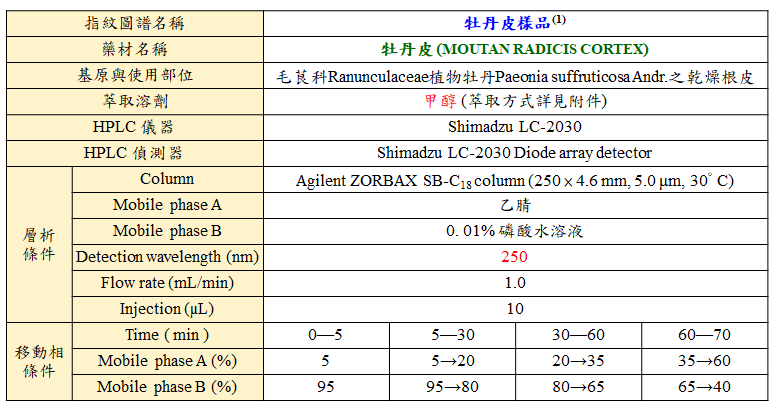 指紋圖譜名稱 牡丹皮樣品(1)
藥材名稱 牡丹皮 (MOUTAN RADICIS CORTEX)
基原與使用部位 毛茛科Ranunculaceae植物牡丹Paeonia suffruticosa Andr.之乾燥根皮
萃取溶劑 甲醇 (萃取方式詳見附件)
HPLC 儀器 Shimadzu LC-2030
HPLC 偵測器 Shimadzu LC-2030 Diode array detector
層析條件 Column Agilent ZORBAX SB-C18 column (250 × 4.6 mm, 5.0 μm, 30° C)
Mobile phase A 乙腈
Mobile phase B 0.01% 磷酸水溶液
Detection wavelength (nm) 250
Flow rate (mL/min) 1.0
Injection (μL) 10
移動相條件 Time ( min ) 0—5 5—30 30—60 60—70
Mobile phase A (%) 5 5→20 20→35 35→60
Mobile phase B (%) 95 95→80 80→65 65→40